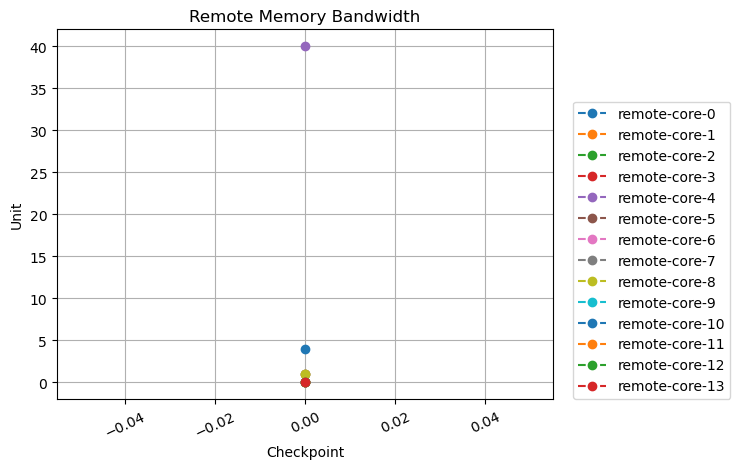 Remote Memory Bandwidth
40
35
30
25
20
15
10
5
0
Unit
−0.04
−0.02
0.00
0.02
0.04
Checkpoint
remote-core-0
remote-core-1
remote-core-2
remote-core-3
remote-core-4
remote-core-5
remote-core-6
remote-core-7
remote-core-8
remote-core-9
remote-core-10
remote-core-11
remote-core-12
remote-core-13